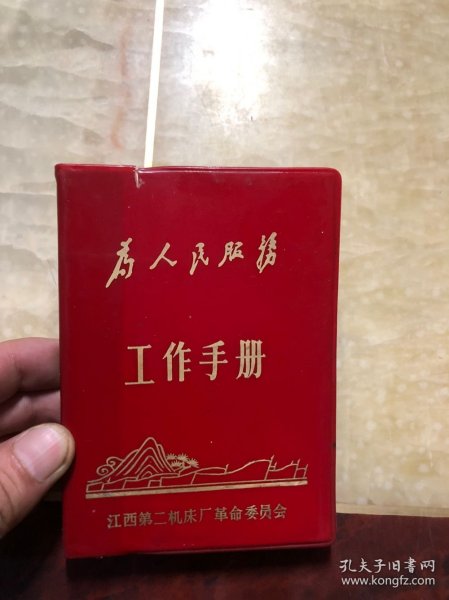 为人民服务
工作手册
江西第二机床厂革命委员会
孔夫子旧书网
www.kongfz.com